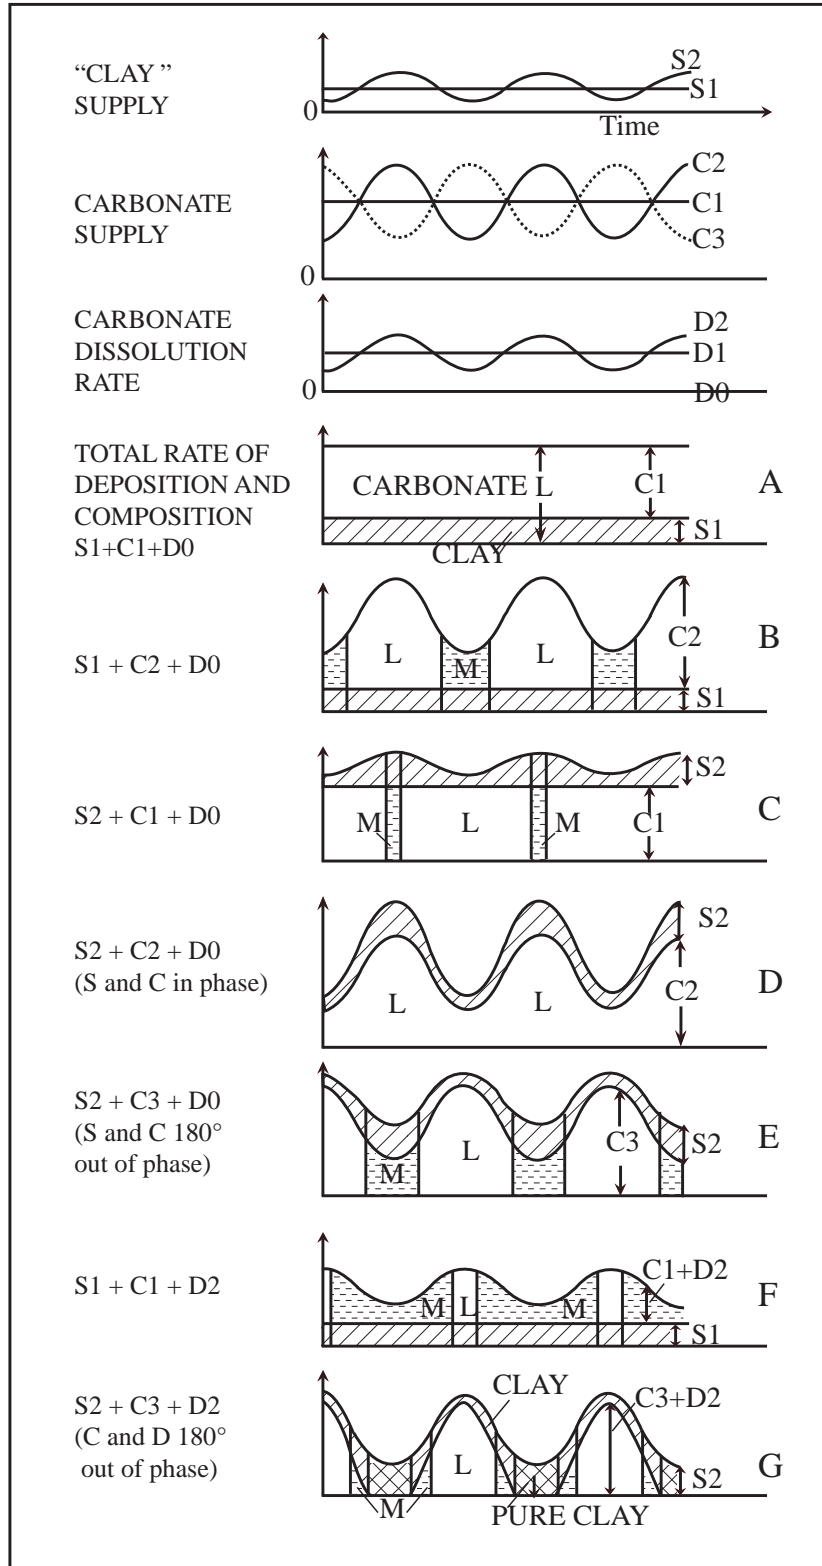 “CLAY ”
SUPPLY
S2
S1
0
Time
CARBONATE
SUPPLY
C2
C1
C3
0
CARBONATE
DISSOLUTION
RATE
D2
D1
D0
0
TOTAL RATE OF
DEPOSITION AND
COMPOSITION
S1+C1+D0
CARBONATE L
C1
A
S1
CLAY
S1 + C2 + D0
L
M
L
C2
B
S1
S2 + C1 + D0
S2
M
L
M
C1
C
S2 + C2 + D0
(S and C in phase)
L
L
S2
C2
D
S2 + C3 + D0
(S and C 180°
out of phase)
M
L
C3
S2
E
S1 + C1 + D2
M
L
M
C1+D2
S1
F
S2 + C3 + D2
(C and D 180°
out of phase)
CLAY
C3+D2
L
S2
G
M
PURE CLAY